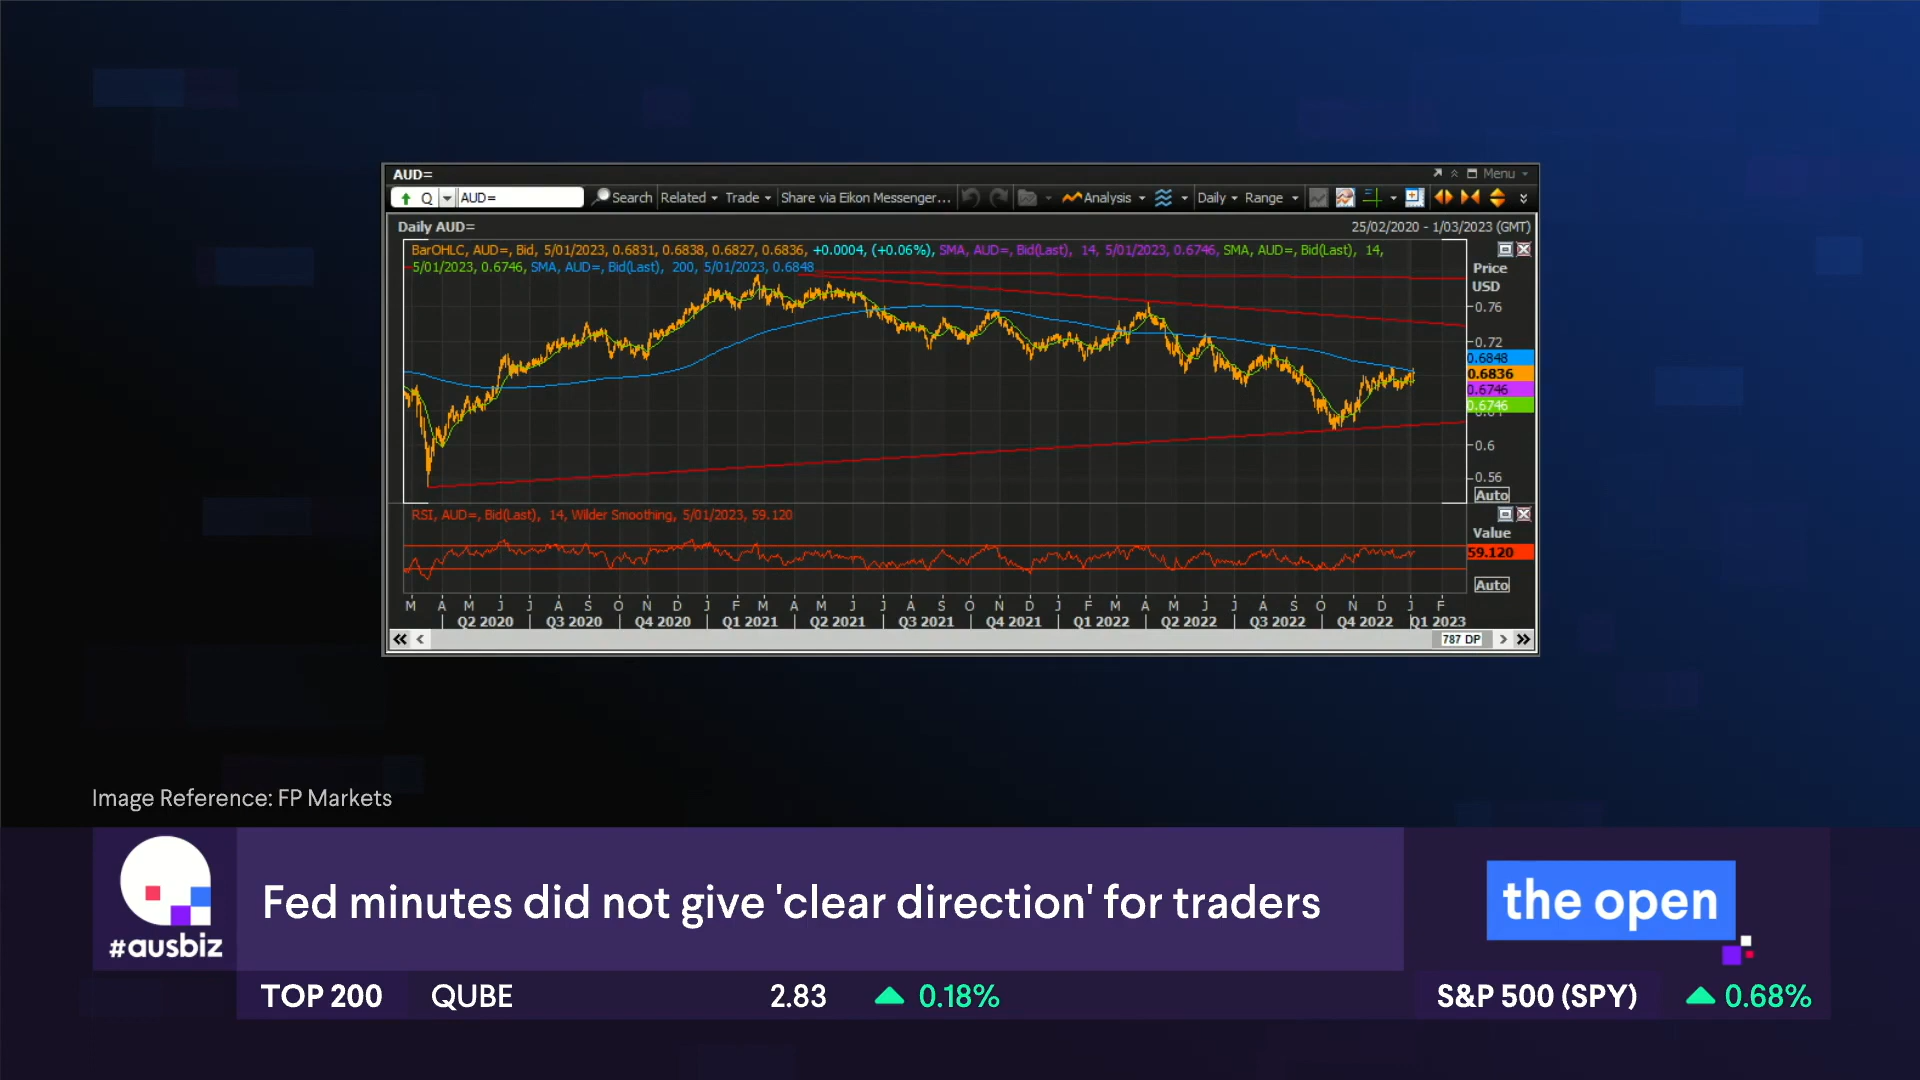 AUD=
Menu
Q AUD= Search Related Trade Share via Eikon Messenger... Analysis Daily Range
Daily AUD= 25/02/2020 - 1/03/2023 (GMT)
BarOHLC, AUD=, Bid, 5/01/2023, 0.6831, 0.6838, 0.6827, 0.6836, +0.0004, (+0.06%), SMA, AUD=, Bid(Last), 14, 5/01/2023, 0.6746, SMA, AUD=, Bid(Last), 14,
5/01/2023, 0.6746, SMA, AUD=, Bid(Last), 200, 5/01/2023, 0.6848
Price
USD
0.76
0.72
0.6848
0.6836
0.6746
0.6746
0.6
0.56
Auto
RSI, AUD=, Bid(Last), 14, Wilder Smoothing, 5/01/2023, 59.120
Value
59.120
Auto
M A M J J A S O N D J F M A M J J A S O N D J F M A M J J A S O N D J F
Q2 2020 Q3 2020 Q4 2020 Q1 2021 Q2 2021 Q3 2021 Q4 2021 Q1 2022 Q2 2022 Q3 2022 Q4 2022 Q1 2023
787 DP
Image Reference: FP Markets
#ausbiz
Fed minutes did not give 'clear direction' for traders
the open
TOP 200 QUBE 2.83 0.18% S&P 500 (SPY) 0.68%